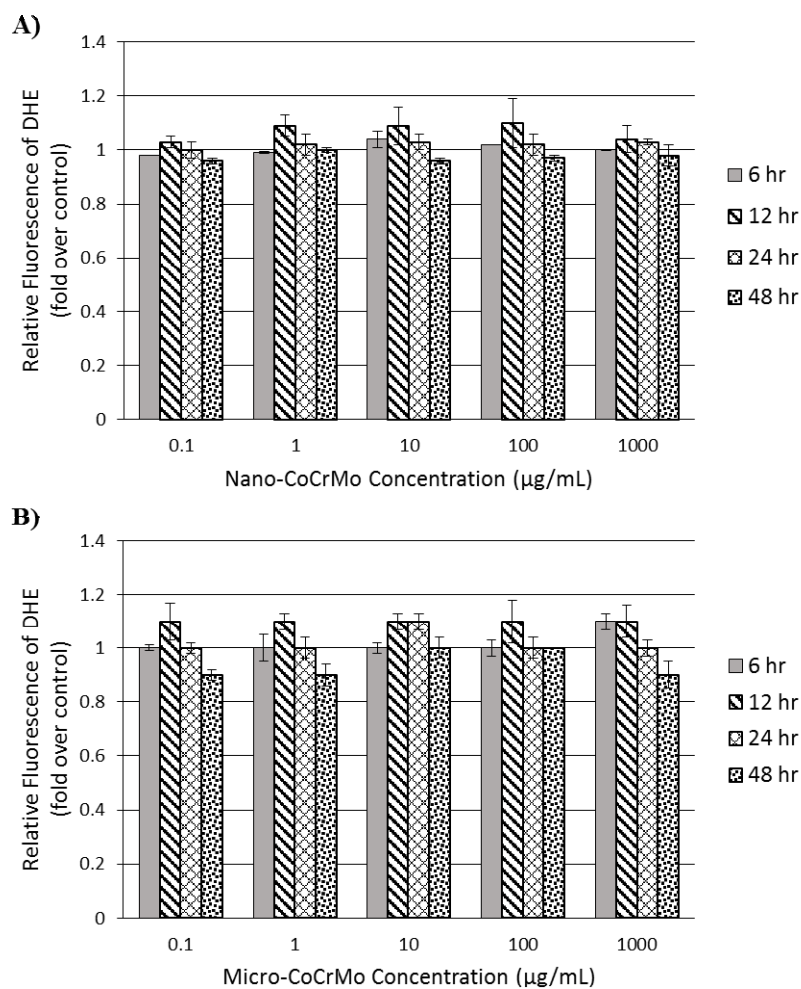 A)
Relative Fluorescence of DHE
(fold over control)
1.4
1.2
1
0.8
0.6
0.4
0.2
0
0.1 1 10 100 1000
Nano-CoCrMo Concentration (µg/mL)
6 hr
12 hr
24 hr
48 hr
B)
Relative Fluorescence of DHE
(fold over control)
1.4
1.2
1
0.8
0.6
0.4
0.2
0
0.1 1 10 100 1000
Micro-CoCrMo Concentration (µg/mL)
6 hr
12 hr
24 hr
48 hr